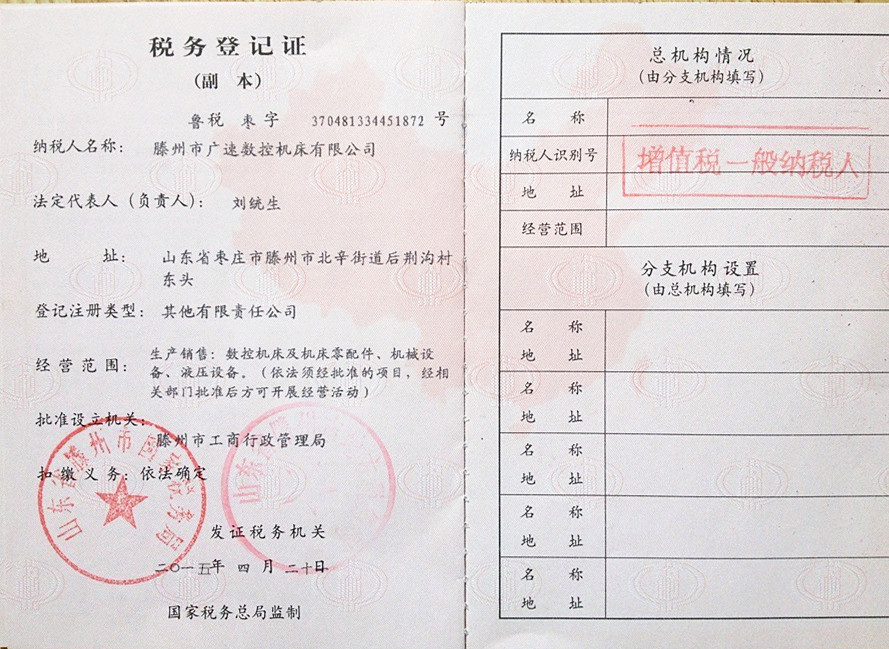 税务登记证
(副 本)
鲁税 枣 字 370481334451872 号
纳税人名称: 滕州市广速数控机床有限公司
法定代表人(负责人): 刘统生
地 址: 山东省枣庄市滕州市北辛街道后荆沟村
东头
登记注册类型: 其他有限责任公司
经营范围: 生产销售:数控机床及机床零配件、机械设
备、液压设备。(依法须经批准的项目,经相
关部门批准后方可开展经营活动)
批准设立机关:
滕州市工商行政管理局
扣缴义务: 依法确定
山东省滕州市国家税务局
发证税务机关
二〇一五年 四 月 二十日
国家税务总局监制
总机构情况
(由分支机构填写)
名 称
纳税人识别号
增值税一般纳税人
地 址
经营范围
分支机构设置
(由总机构填写)
名 称
地 址
名 称
地 址
名 称
地 址
名 称
地 址
名 称
地 址